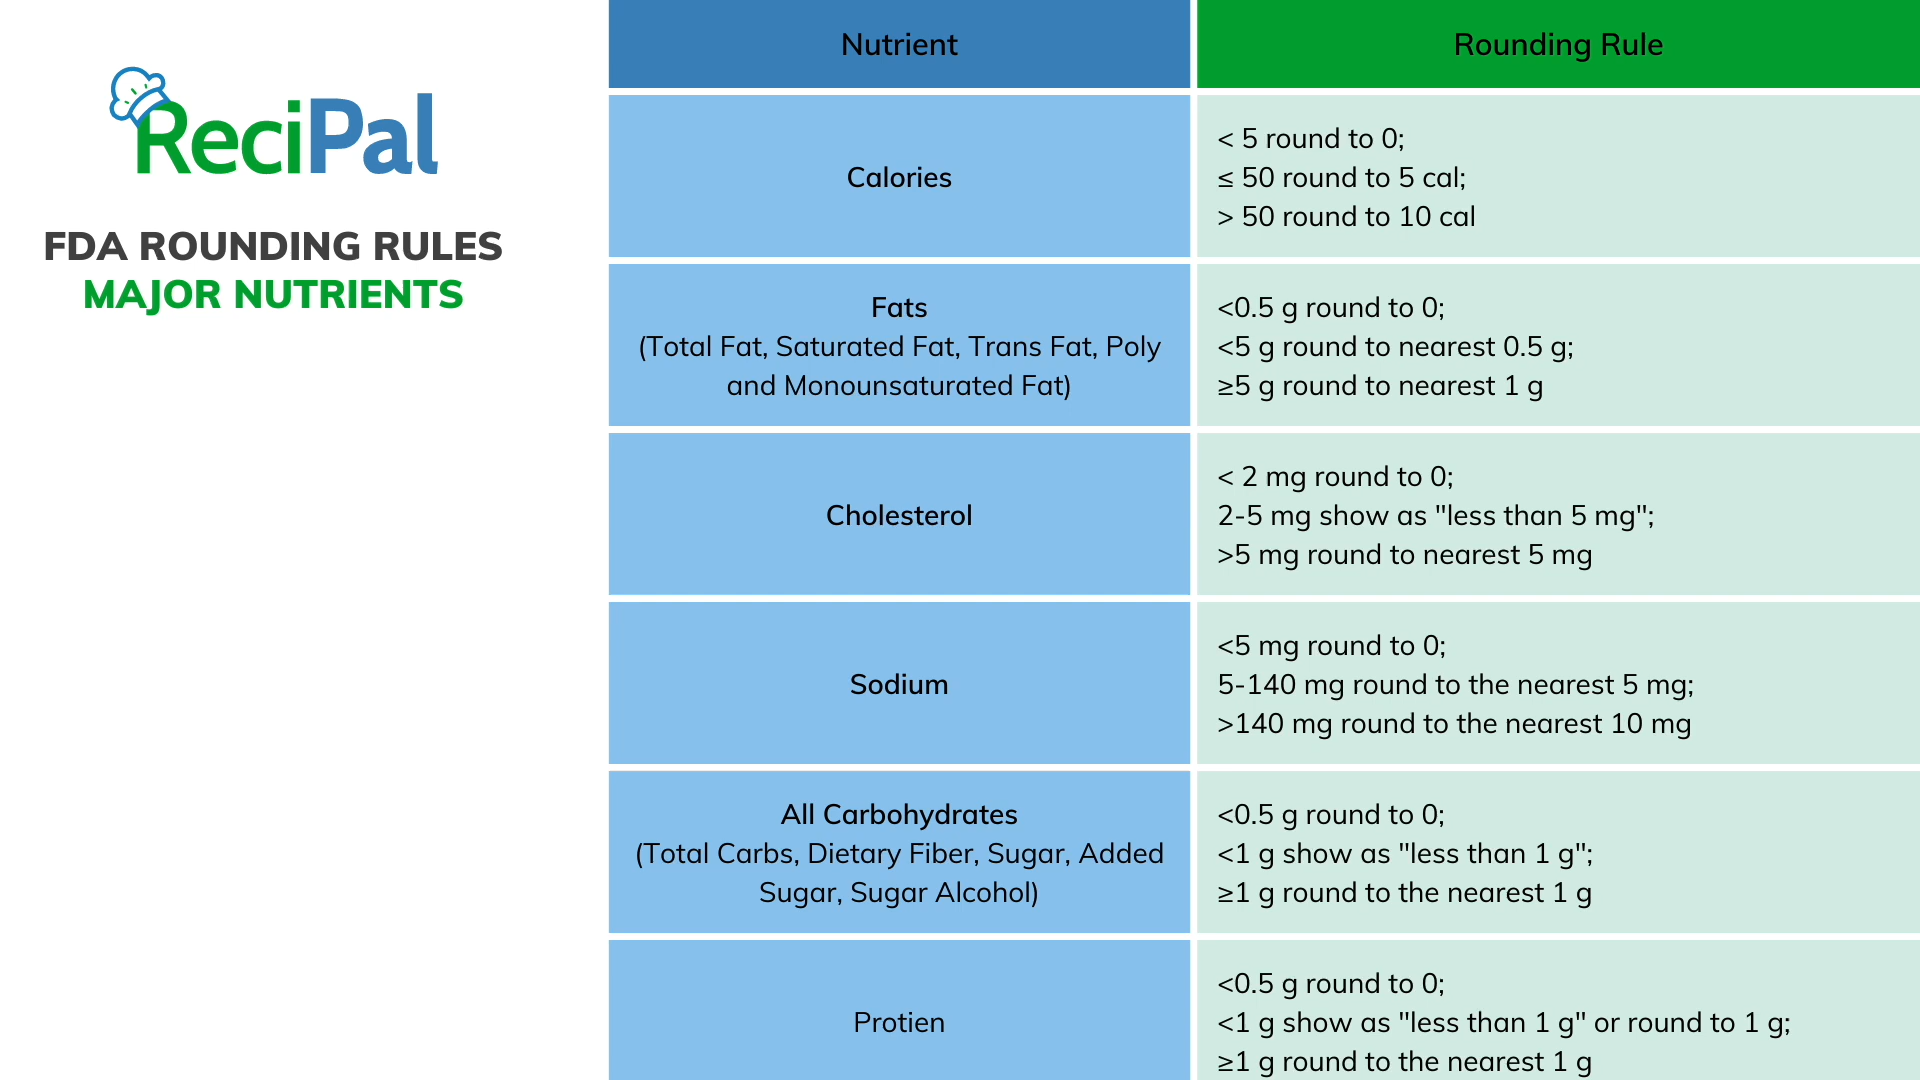 ReciPal
FDA ROUNDING RULES
MAJOR NUTRIENTS
Nutrient
Rounding Rule
Calories
< 5 round to 0;
≤ 50 round to 5 cal;
> 50 round to 10 cal
Fats
(Total Fat, Saturated Fat, Trans Fat, Poly
and Monounsaturated Fat)
<0.5 g round to 0;
<5 g round to nearest 0.5 g;
≥5 g round to nearest 1 g
Cholesterol
< 2 mg round to 0;
2-5 mg show as "less than 5 mg";
>5 mg round to nearest 5 mg
Sodium
<5 mg round to 0;
5-140 mg round to the nearest 5 mg;
>140 mg round to the nearest 10 mg
All Carbohydrates
(Total Carbs, Dietary Fiber, Sugar, Added
Sugar, Sugar Alcohol)
<0.5 g round to 0;
<1 g show as "less than 1 g";
≥1 g round to the nearest 1 g
Protien
<0.5 g round to 0;
<1 g show as "less than 1 g" or round to 1 g;
≥1 g round to the nearest 1 g